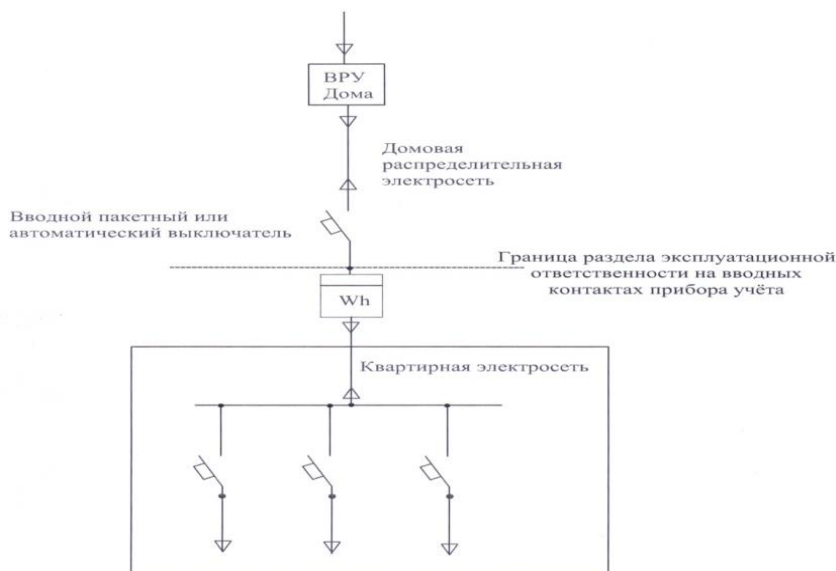 ВРУ
Дома
Домовая
распределительная
электросеть
Вводной пакетный или
автоматический выключатель
Граница раздела эксплуатационной
ответственности на вводных
контактах прибора учёта
Wh
Квартирная электросеть